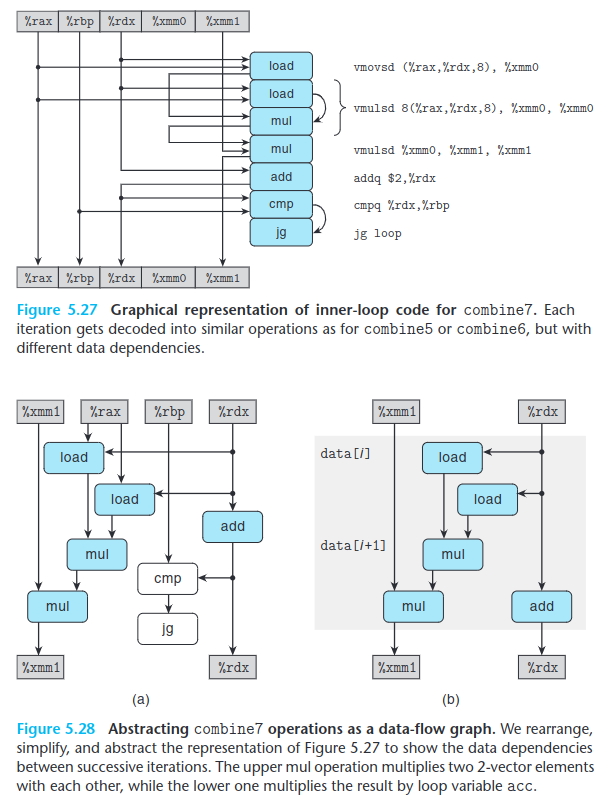 %rax %rbp %rdx %xmm0 %xmm1
load
vmovsd (%rax,%rdx,8), %xmm0
load
mul
vmulsd 8(%rax,%rdx,8), %xmm0, %xmm0
mul
vmulsd %xmm0, %xmm1, %xmm1
add
addq $2,%rdx
cmp
cmpq %rdx,%rbp
jg
jg loop
%rax %rbp %rdx %xmm0 %xmm1
Figure 5.27 Graphical representation of inner-loop code for combine7. Each
iteration gets decoded into similar operations as for combine5 or combine6, but with
different data dependencies.
%xmm1 %rax %rbp %rdx
load
load
add
mul
cmp
mul
jg
%xmm1 %rdx
(a)
%xmm1 %rdx
data[i]
load
load
data[i+1]
mul
mul
add
%xmm1 %rdx
(b)
Figure 5.28 Abstracting combine7 operations as a data-flow graph. We rearrange,
simplify, and abstract the representation of Figure 5.27 to show the data dependencies
between successive iterations. The upper mul operation multiplies two 2-vector elements
with each other, while the lower one multiplies the result by loop variable acc.